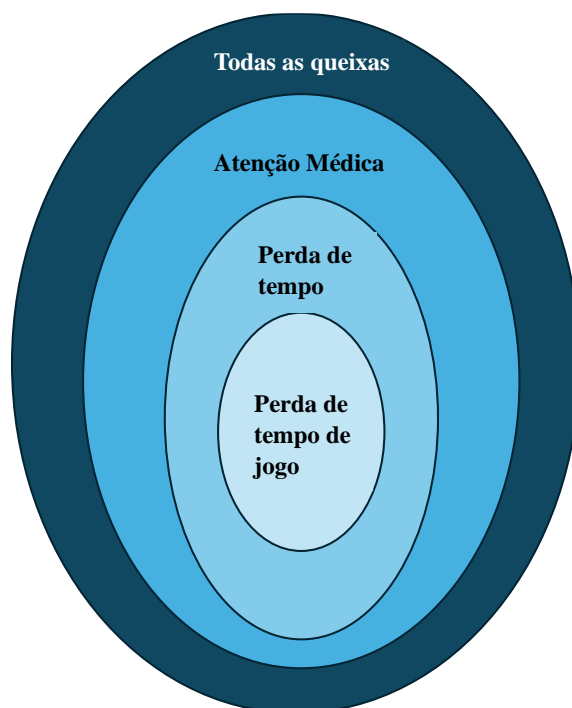 Todas as queixas
Atenção Médica
Perda de
tempo
Perda de
tempo de
jogo